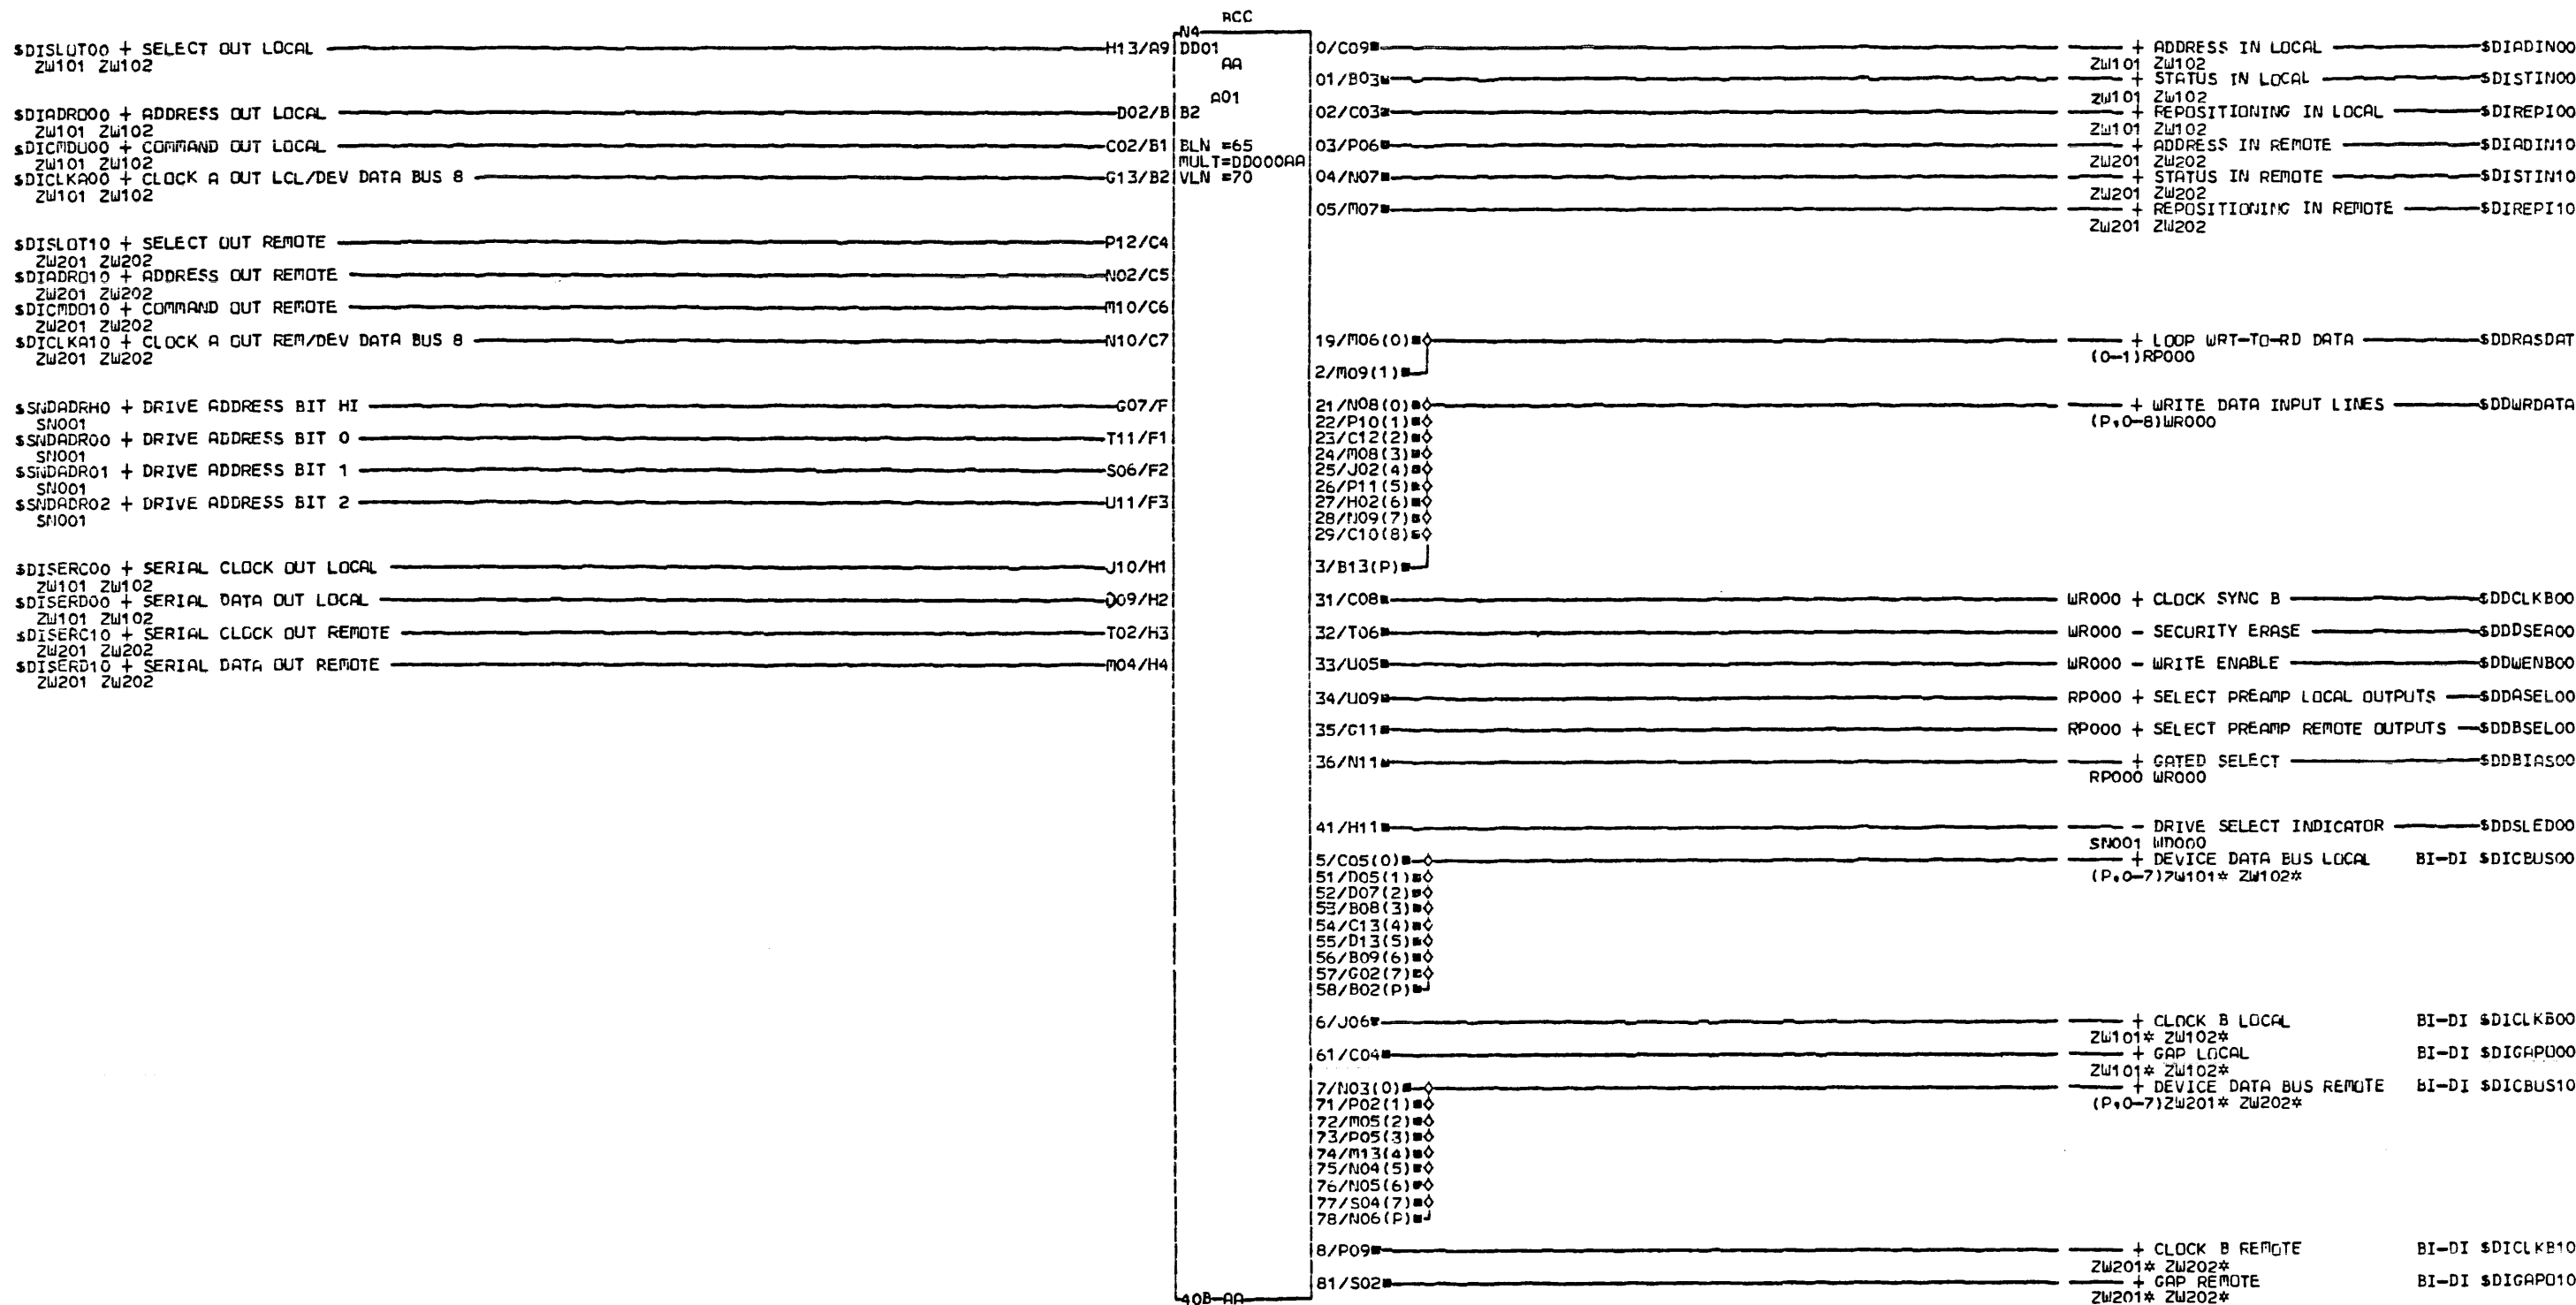 ACC
N4
$DISLOT00 + SELECT OUT LOCAL H13/A9 DD01
ZW101 ZW102
AA
A01
$DIADRO00 + ADDRESS OUT LOCAL D02/B B2
ZW101 ZW102
$DICMDO00 + COMMAND OUT LOCAL C02/B1 BLN =65
ZW101 ZW102
MULT=DD000AA
$DICLKA00 + CLOCK A OUT LCL/DEV DATA BUS 8 G13/B2 VLN =70
ZW101 ZW102
$DISLOT10 + SELECT OUT REMOTE P12/C4
ZW201 ZW202
$DIADRO10 + ADDRESS OUT REMOTE N02/C5
ZW201 ZW202
$DICMDO10 + COMMAND OUT REMOTE M10/C6
ZW201 ZW202
$DICLKA10 + CLOCK A OUT REM/DEV DATA BUS 8 N10/C7
ZW201 ZW202
$SNDADRH0 + DRIVE ADDRESS BIT HI G07/F
SN001
$SNDADR00 + DRIVE ADDRESS BIT 0 T11/F1
SN001
$SNDADR01 + DRIVE ADDRESS BIT 1 S06/F2
SN001
$SNDADR02 + DRIVE ADDRESS BIT 2 U11/F3
SN001
$DISERC00 + SERIAL CLOCK OUT LOCAL J10/H1
ZW101 ZW102
$DISERD00 + SERIAL DATA OUT LOCAL D09/H2
ZW101 ZW102
$DISERC10 + SERIAL CLOCK OUT REMOTE T02/H3
ZW201 ZW202
$DISERD10 + SERIAL DATA OUT REMOTE M04/H4
ZW201 ZW202
40B-AA
0/C09 + ADDRESS IN LOCAL $DIADIN00
ZW101 ZW102
01/B03 + STATUS IN LOCAL $DISTIN00
ZW101 ZW102
02/C03 + REPOSITIONING IN LOCAL $DIREPI00
ZW101 ZW102
03/P06 + ADDRESS IN REMOTE $DIADIN10
ZW201 ZW202
04/N07 + STATUS IN REMOTE $DISTIN10
ZW201 ZW202
05/M07 + REPOSITIONING IN REMOTE $DIREPI10
ZW201 ZW202
19/M06(0) + LOOP WRT-TO-RD DATA $DDRASDAT
(0-1)RP000
2/M09(1)
21/N08(0) + WRITE DATA INPUT LINES $DDWRDATA
22/P10(1) (P,0-8)WR000
23/C12(2)
24/M08(3)
25/J02(4)
26/P11(5)
27/H02(6)
28/N09(7)
29/C10(8)
3/B13(P)
31/C08 WR000 + CLOCK SYNC B $DDCLKB00
32/T06 WR000 - SECURITY ERASE $DDDSEA00
33/U05 WR000 - WRITE ENABLE $DDWENB00
34/U09 RP000 + SELECT PREAMP LOCAL OUTPUTS $DDASEL00
35/G11 RP000 + SELECT PREAMP REMOTE OUTPUTS $DDBSEL00
36/N11 + GATED SELECT $DDBIAS00
RP000 WR000
41/H11 - DRIVE SELECT INDICATOR $DDSLED00
SN001 WD000
5/C05(0) + DEVICE DATA BUS LOCAL BI-DI $DICBUS00
51/D05(1) (P,0-7)ZW101* ZW102*
52/D07(2)
53/B08(3)
54/C13(4)
55/D13(5)
56/B09(6)
57/G02(7)
58/B02(P)
6/J06 + CLOCK B LOCAL BI-DI $DICLKB00
ZW101* ZW102*
61/C04 + GAP LOCAL BI-DI $DIGAPO00
ZW101* ZW102*
7/N03(0) + DEVICE DATA BUS REMOTE BI-DI $DICBUS10
71/P02(1) (P,0-7)ZW201* ZW202*
72/M05(2)
73/P05(3)
74/M13(4)
75/N04(5)
76/N05(6)
77/S04(7)
78/N06(P)
8/P09 + CLOCK B REMOTE BI-DI $DICLKB10
ZW201* ZW202*
81/S02 + GAP REMOTE BI-DI $DIGAPO10
ZW201* ZW202*